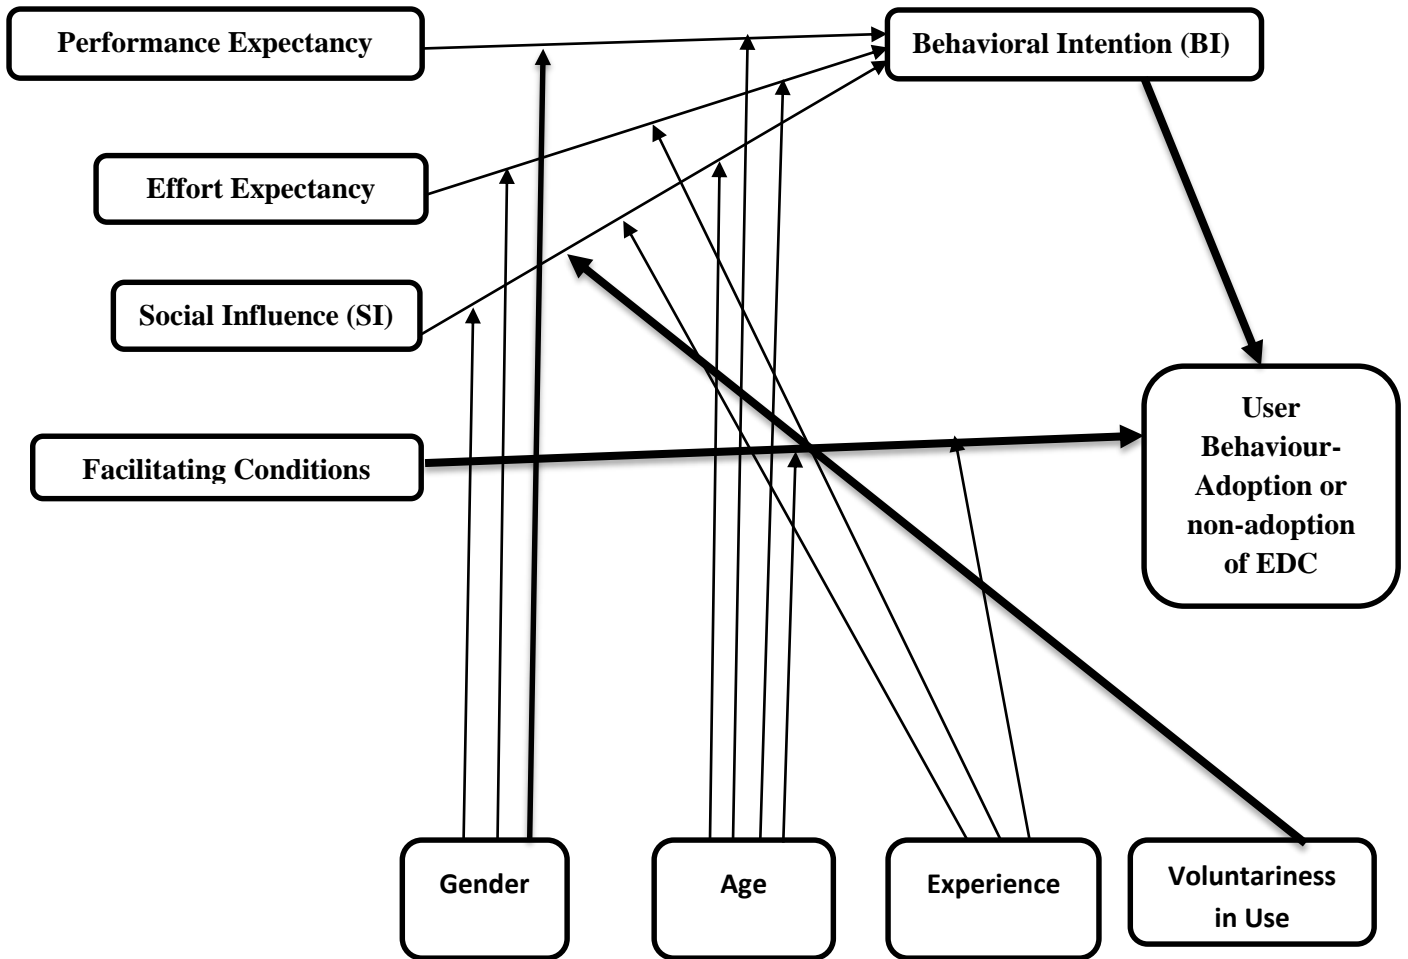 Performance Expectancy
Behavioral Intention (BI)
Effort Expectancy
Social Influence (SI)
Facilitating Conditions
User
Behaviour-
Adoption or
non-adoption
of EDC
Gender
Age
Experience
Voluntariness
in Use